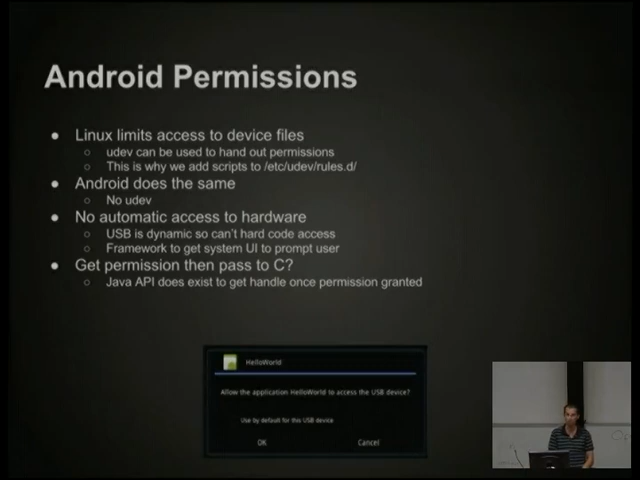 Android Permissions
● Linux limits access to device files
○ udev can be used to hand out permissions
○ This is why we add scripts to /etc/udev/rules.d/
● Android does the same
○ No udev
● No automatic access to hardware
○ USB is dynamic so can't hard code access
○ Framework to get system UI to prompt user
● Get permission then pass to C?
○ Java API does exist to get handle once permission granted
HelloWorld
Allow the application HelloWorld to access the USB device?
Use by default for this USB device
OK Cancel